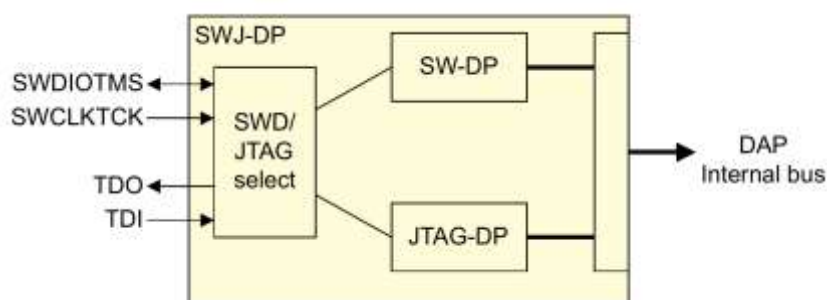 SWJ-DP
SWDIOTMS
SWCLKTCK
TDO
TDI
SWD/
JTAG
select
SW-DP
JTAG-DP
DAP
Internal bus